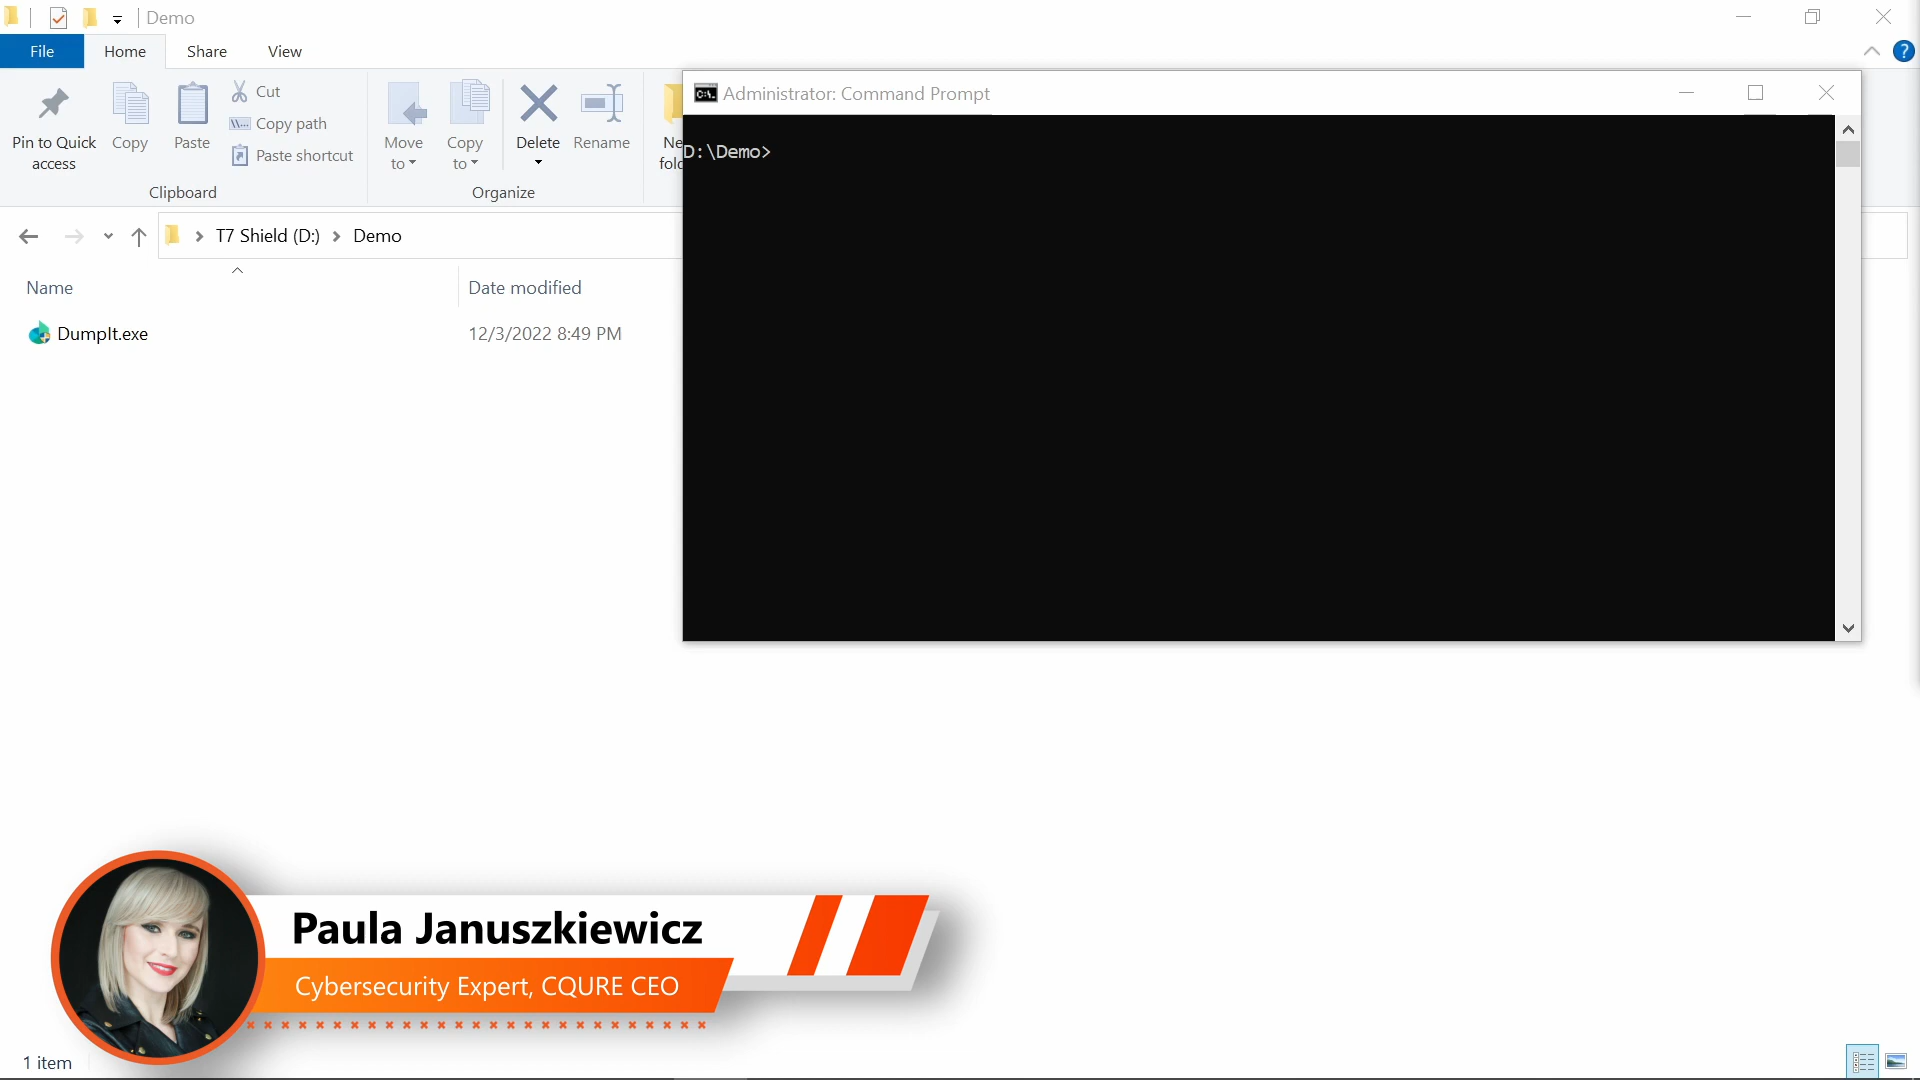 Demo
File
Home
Share
View
Pin to Quick
access
Copy
Paste
Cut
Copy path
Paste shortcut
Clipboard
Move
to
Copy
to
Delete
Rename
Organize
Ne
fol
Administrator: Command Prompt
D:\Demo>
T7 Shield (D:)
Demo
Name
Date modified
DumpIt.exe
12/3/2022 8:49 PM
Paula Januszkiewicz
Cybersecurity Expert, CQURE CEO
1 item